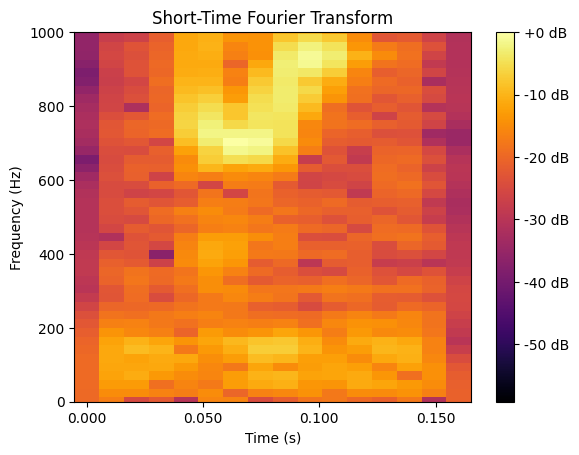 Short-Time Fourier Transform
Frequency (Hz)
1000
800
600
400
200
0
0.000
0.050
0.100
0.150
Time (s)
+0 dB
-10 dB
-20 dB
-30 dB
-40 dB
-50 dB